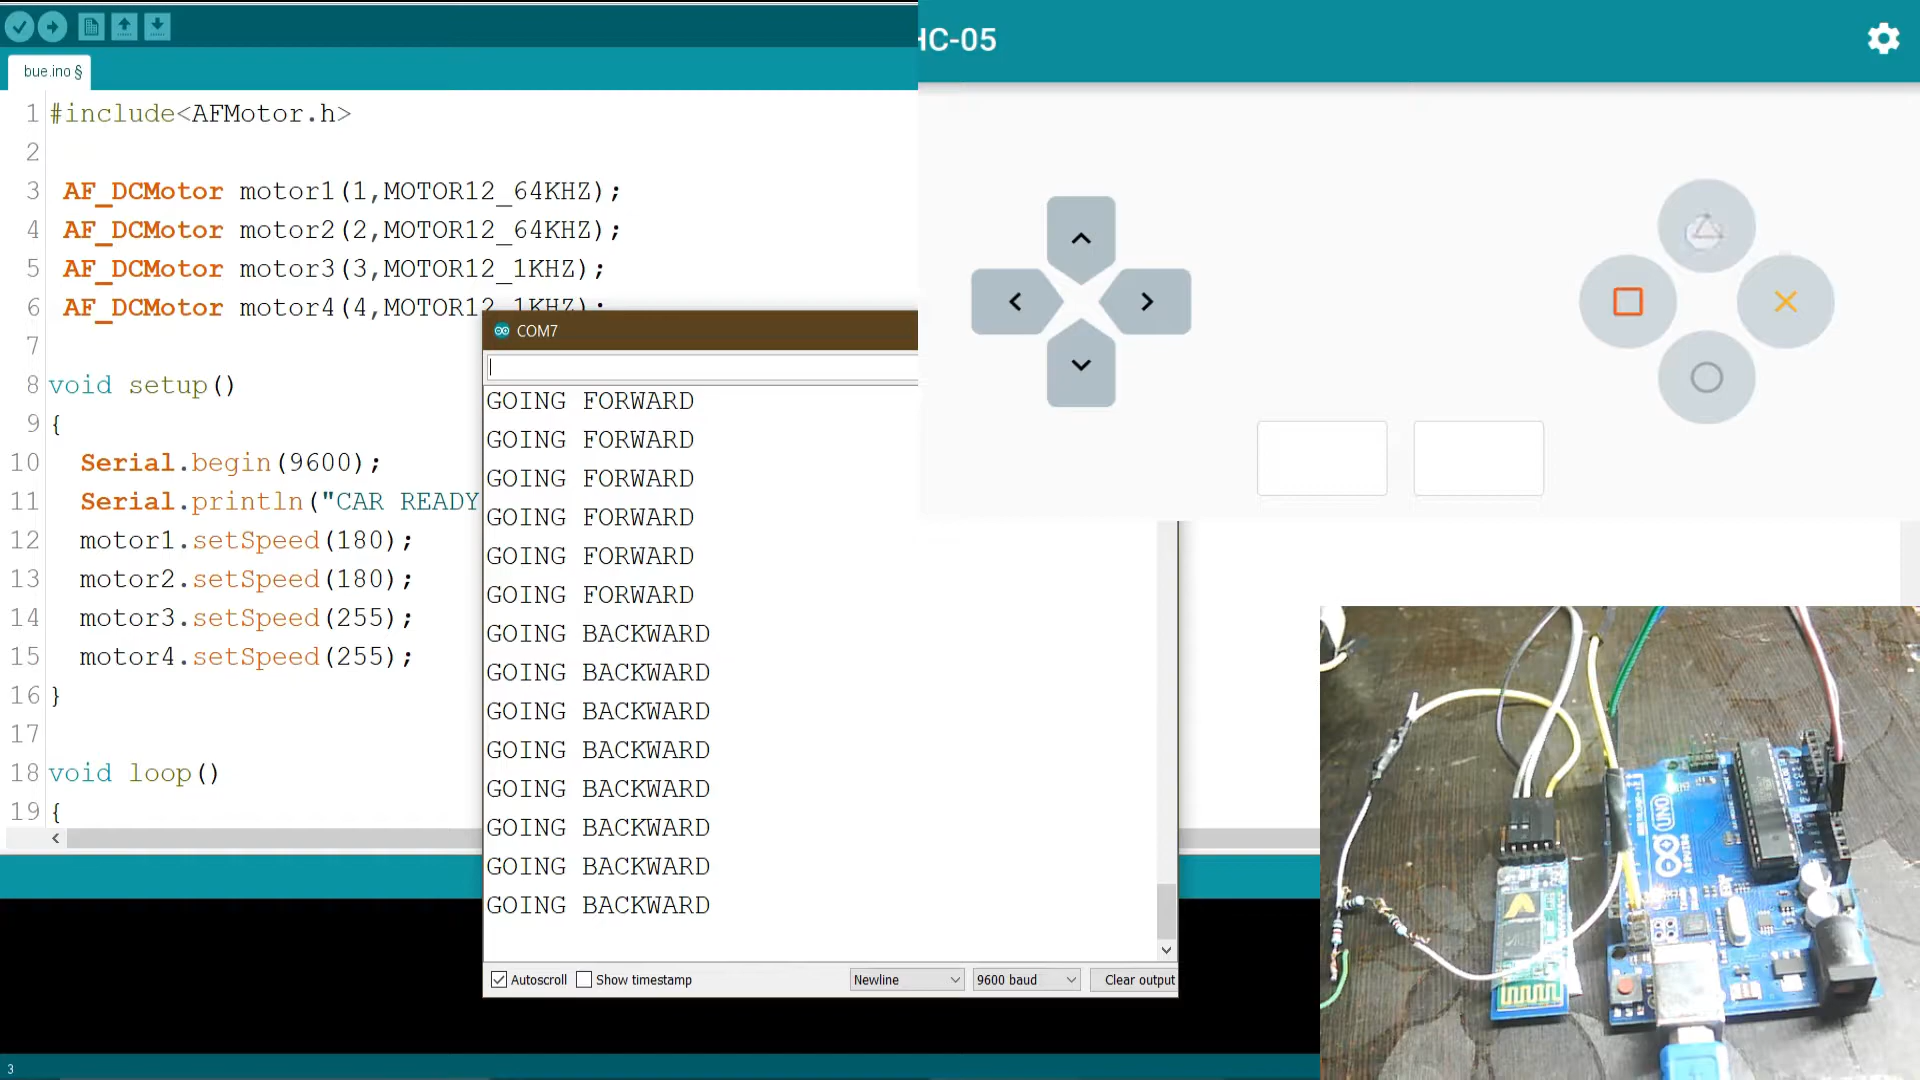 HC-05
bue.ino §
1 #include<AFMotor.h>
2
3 AF_DCMotor motor1(1,MOTOR12_64KHZ);
4 AF_DCMotor motor2(2,MOTOR12_64KHZ);
5 AF_DCMotor motor3(3,MOTOR12_1KHZ);
6 AF_DCMotor motor4(4,MOTOR12_1KHZ);
7
8 void setup()
9 {
10 Serial.begin(9600);
11 Serial.println("CAR READY
12 motor1.setSpeed(180);
13 motor2.setSpeed(180);
14 motor3.setSpeed(255);
15 motor4.setSpeed(255);
16 }
17
18 void loop()
19 {
COM7
GOING FORWARD
GOING FORWARD
GOING FORWARD
GOING FORWARD
GOING FORWARD
GOING FORWARD
GOING BACKWARD
GOING BACKWARD
GOING BACKWARD
GOING BACKWARD
GOING BACKWARD
GOING BACKWARD
GOING BACKWARD
GOING BACKWARD
Autoscroll Show timestamp Newline 9600 baud Clear output
3
UNO
ARDUINO